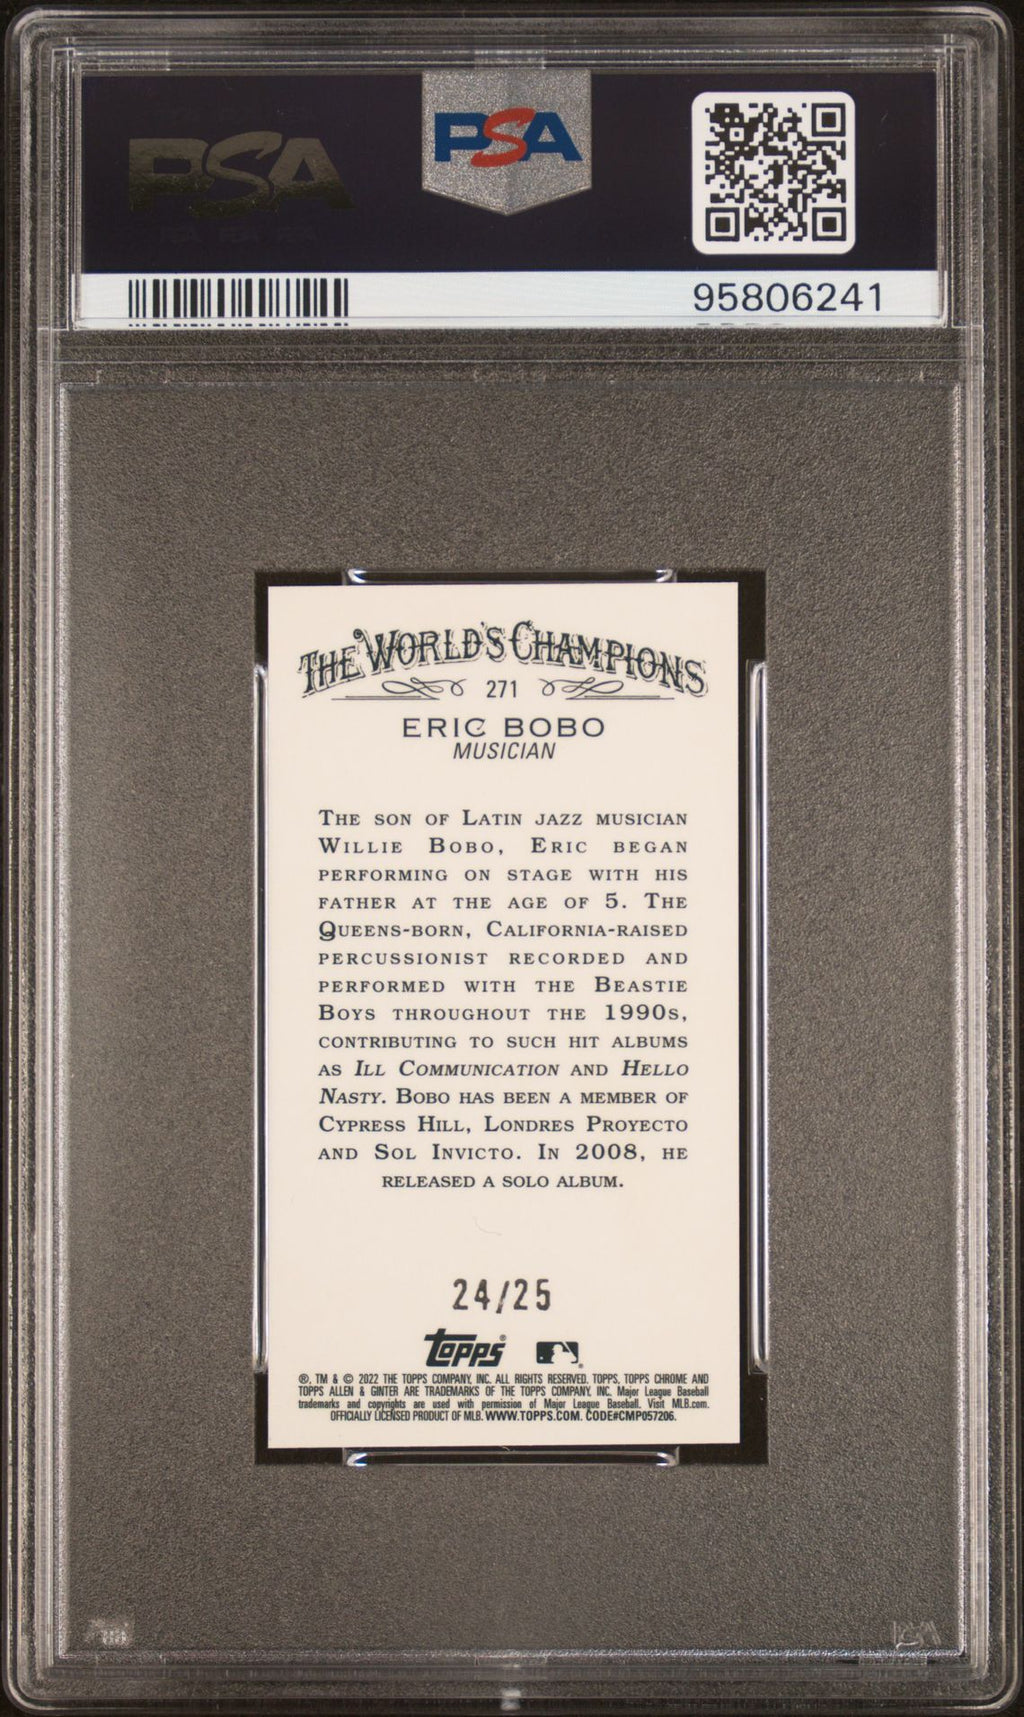 PSA
PSA
95806241
THE WORLD'S CHAMPIONS
271
ERIC BOBO
MUSICIAN
THE SON OF LATIN JAZZ MUSICIAN
WILLIE BOBO, ERIC BEGAN
PERFORMING ON STAGE WITH HIS
FATHER AT THE AGE OF 5. THE
QUEENS-BORN, CALIFORNIA-RAISED
PERCUSSIONIST RECORDED AND
PERFORMED WITH THE BEASTIE
BOYS THROUGHOUT THE 1990S,
CONTRIBUTING TO SUCH HIT ALBUMS
AS ILL COMMUNICATION AND HELLO
NASTY. BOBO HAS BEEN A MEMBER OF
CYPRESS HILL, LONDRES PROYECTO
AND SOL INVICTO. IN 2008, HE
RELEASED A SOLO ALBUM.
24/25
TOPPS®
®, TM & © 2022 THE TOPPS COMPANY, INC. ALL RIGHTS RESERVED. TOPPS, TOPPS CHROME AND
TOPPS ALLEN & GINTER ARE TRADEMARKS OF THE TOPPS COMPANY, INC. Major League Baseball
trademarks and copyrights are used with permission of Major League Baseball. Visit MLB.com.
OFFICIALLY LICENSED PRODUCT OF MLB. WWW.TOPPS.COM. CODE#CMP057206.